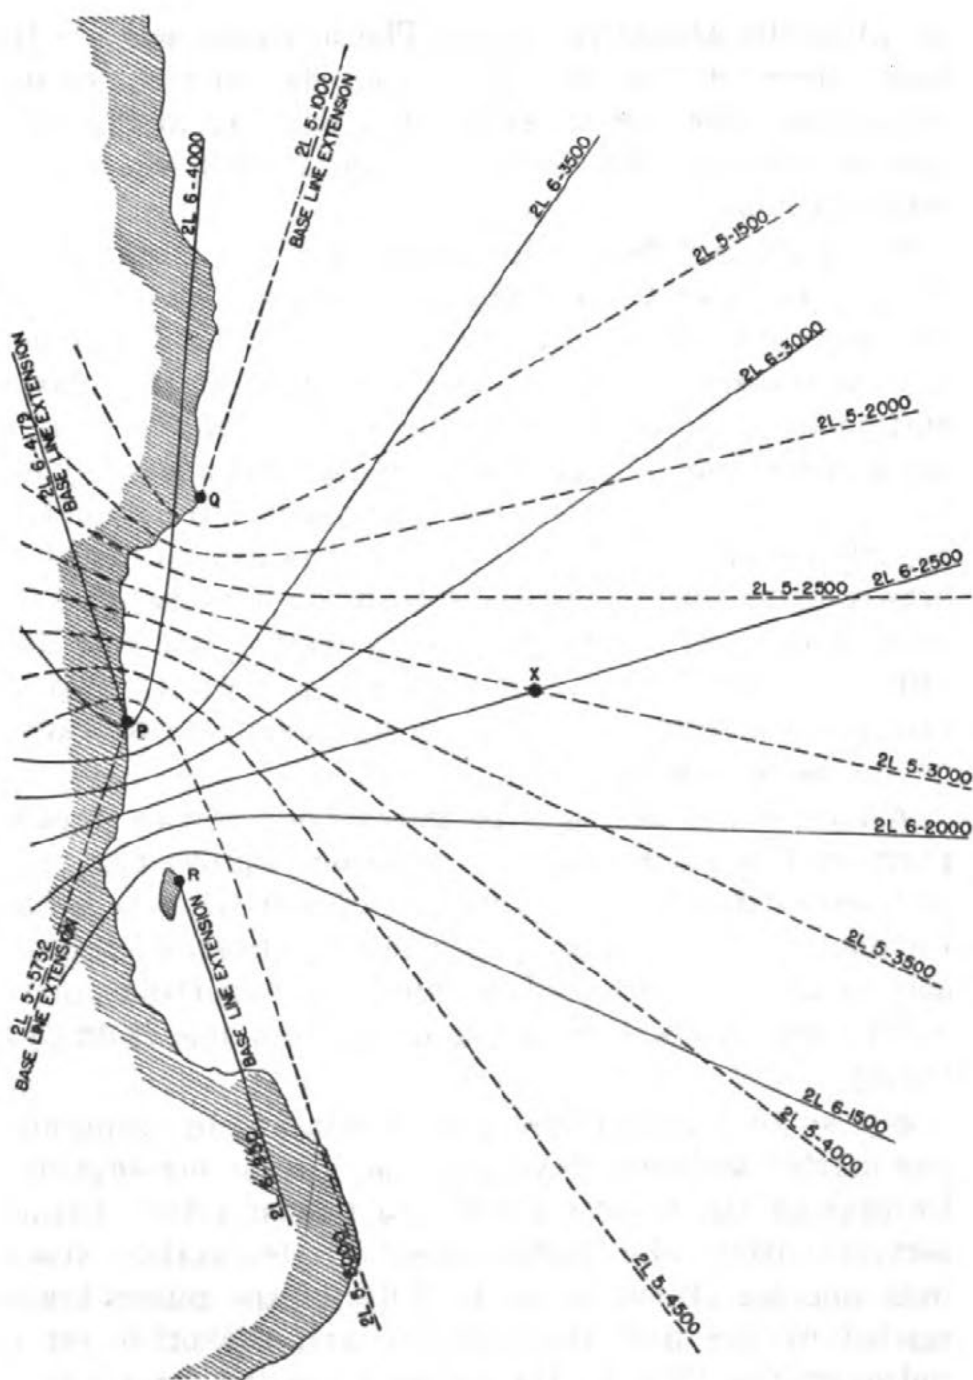 2L 5-1000
BASE LINE EXTENSION
2L 6-4000
2L 6-3500
2L 5-1500
2L 6-3000
2L 6-4179
BASE LINE EXTENSION
2L 5-2000
Q
2L 5-2500
2L 6-2500
X
P
2L 5-3000
2L 6-2000
R
2L 5-5732
BASE LINE EXTENSION
BASE LINE EXTENSION
2L 5-3500
2L 6-1500
2L 5-4000
2L 5-4500
2L 5-5000